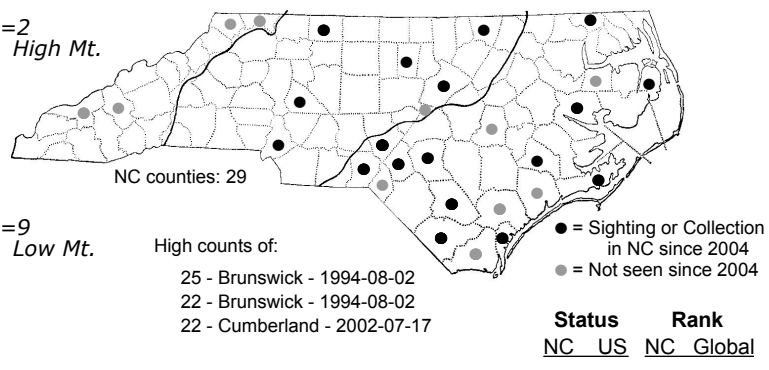 =2
High Mt.
NC counties: 29
=9
Low Mt.
High counts of:
25 - Brunswick - 1994-08-02
22 - Brunswick - 1994-08-02
22 - Cumberland - 2002-07-17
● = Sighting or Collection
in NC since 2004
● = Not seen since 2004
Status Rank
NC US NC Global